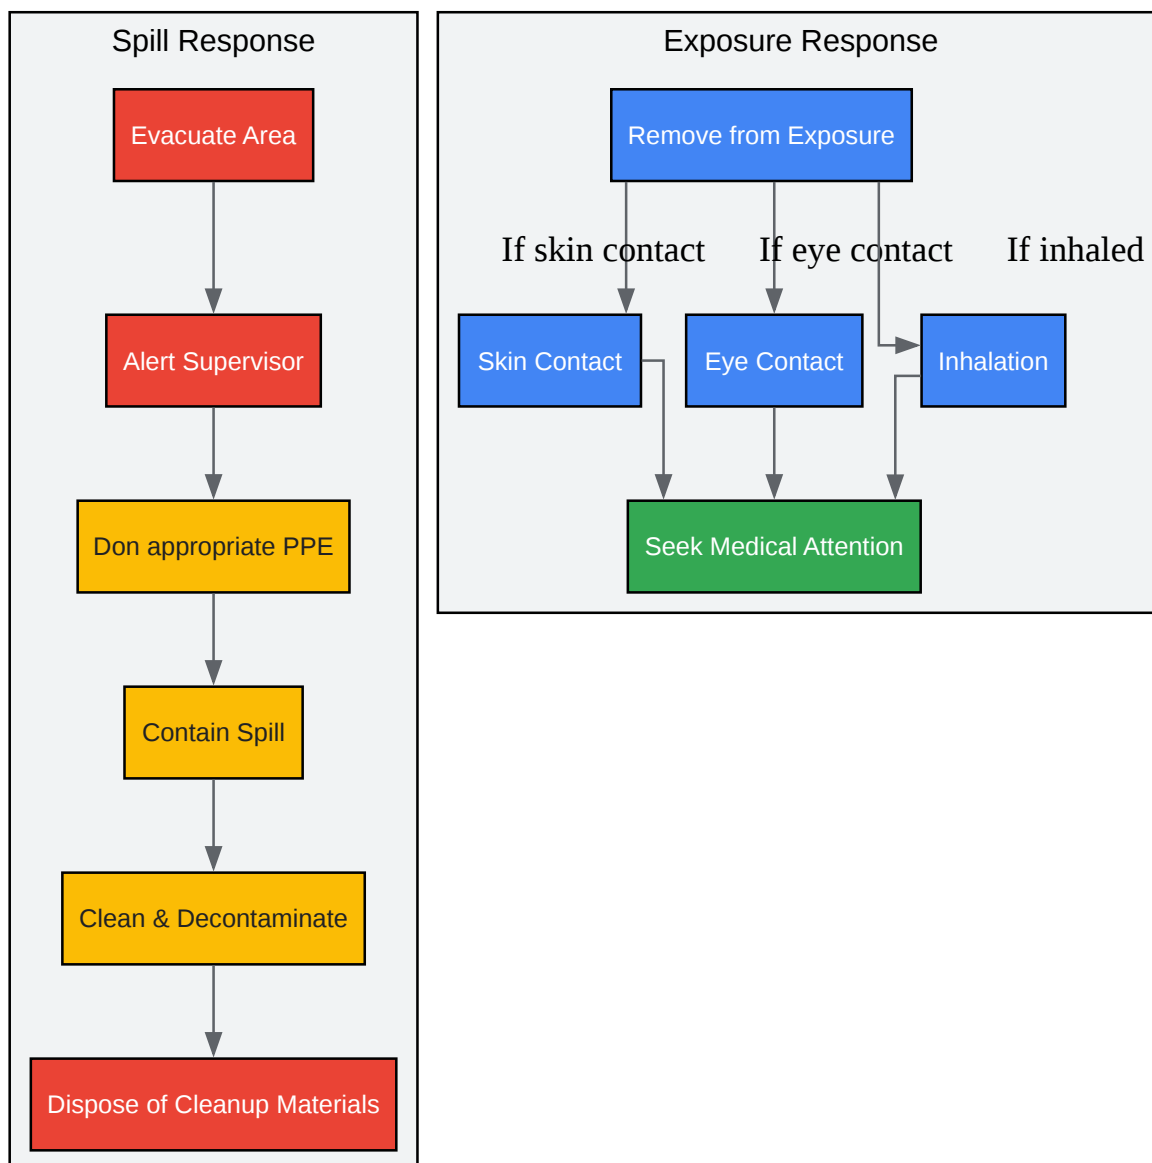 Spill Response
Evacuate Area
Alert Supervisor
Don appropriate PPE
Contain Spill
Clean & Decontaminate
Dispose of Cleanup Materials
Exposure Response
Remove from Exposure
If skin contact
If eye contact
If inhaled
Skin Contact
Eye Contact
Inhalation
Seek Medical Attention